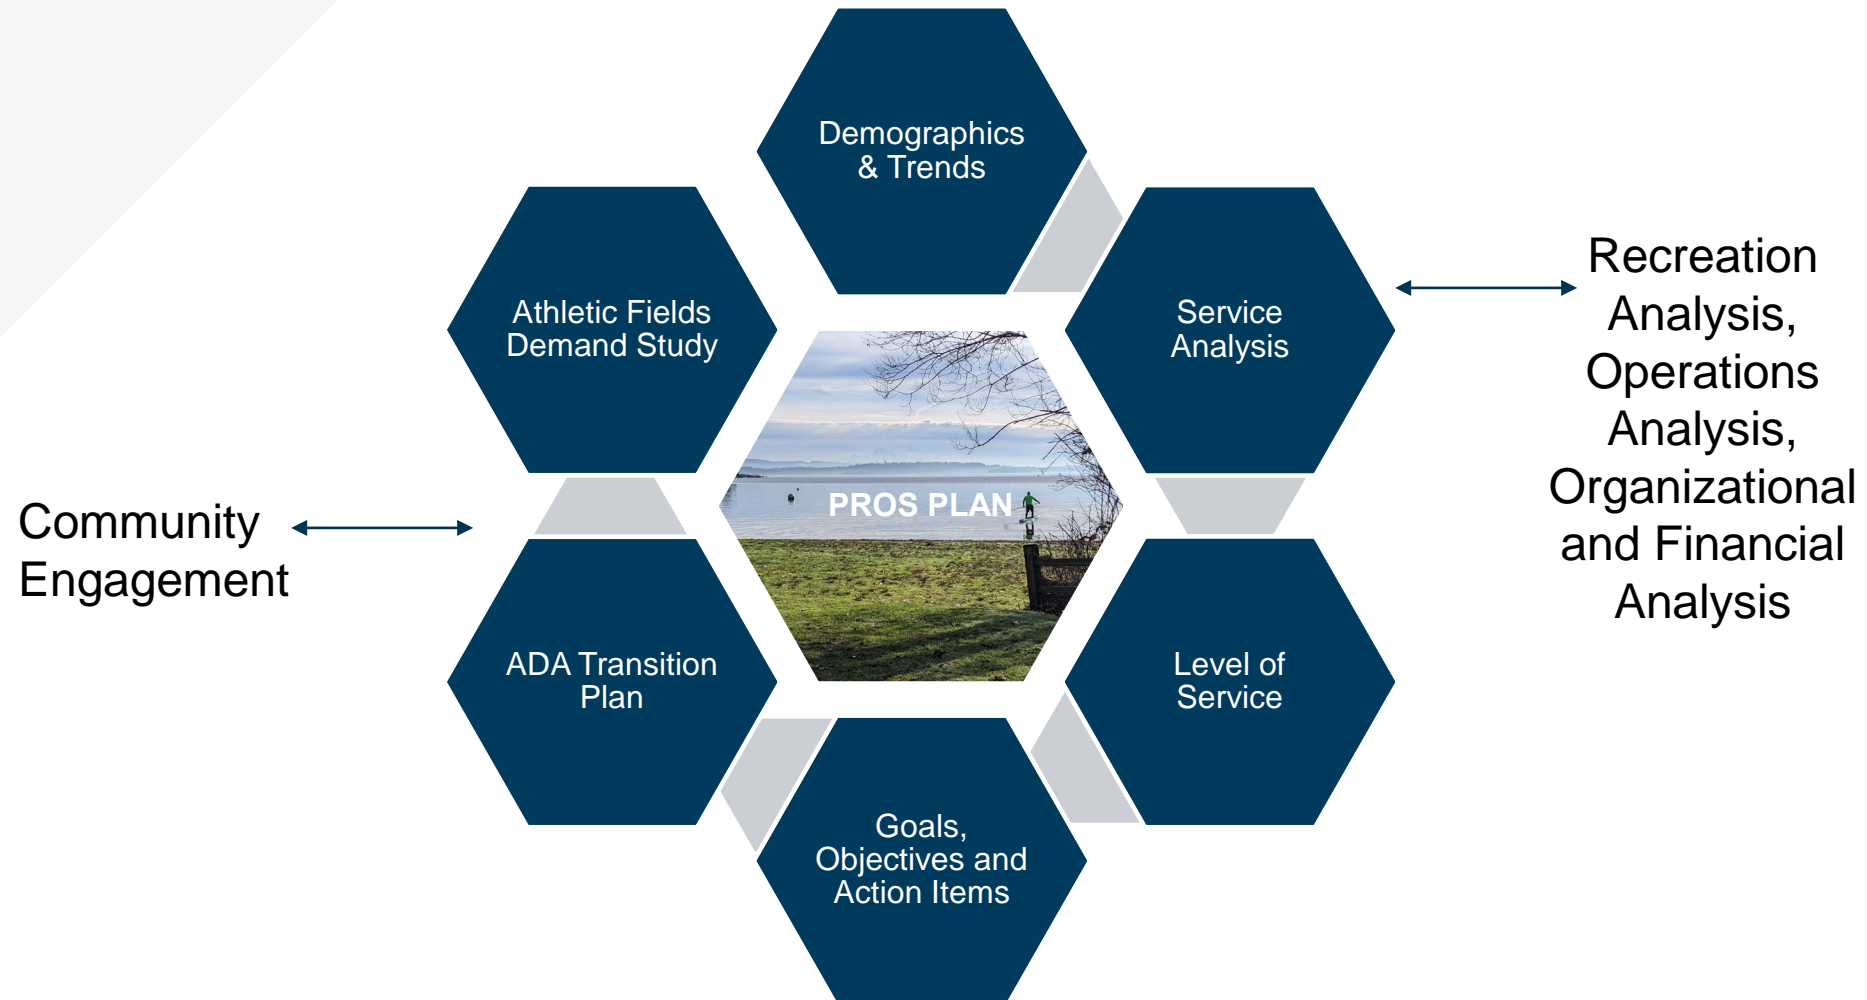 Demographics
& Trends
Athletic Fields
Demand Study
Service
Analysis
Recreation
Analysis,
Operations
Analysis,
Organizational
and Financial
Analysis
PROS PLAN
Community
Engagement
ADA Transition
Plan
Level of
Service
Goals,
Objectives and
Action Items